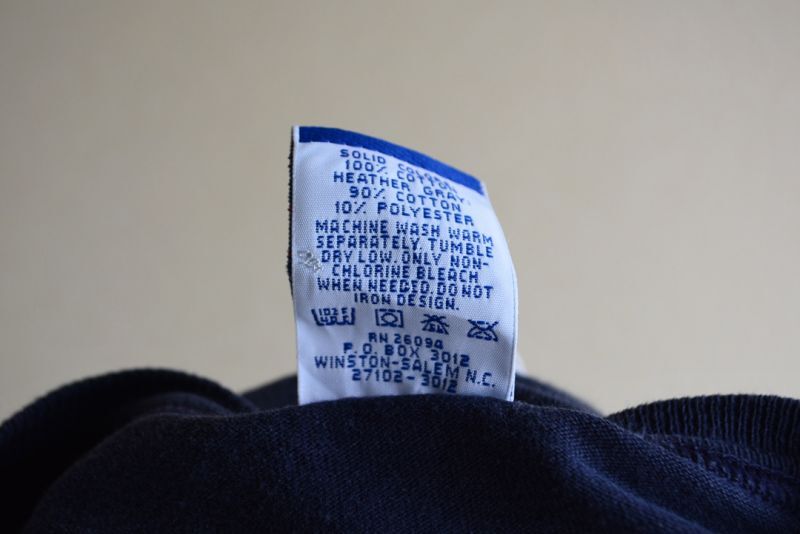 SOLID COLORS:
100% COTTON
HEATHER GRAY:
90% COTTON
10% POLYESTER
MACHINE WASH WARM
SEPARATELY. TUMBLE
DRY LOW. ONLY NON-
CHLORINE BLEACH
WHEN NEEDED. DO NOT
IRON DESIGN.
RN 26094
P.O. BOX 3012
WINSTON-SALEM N.C.
27102-3012